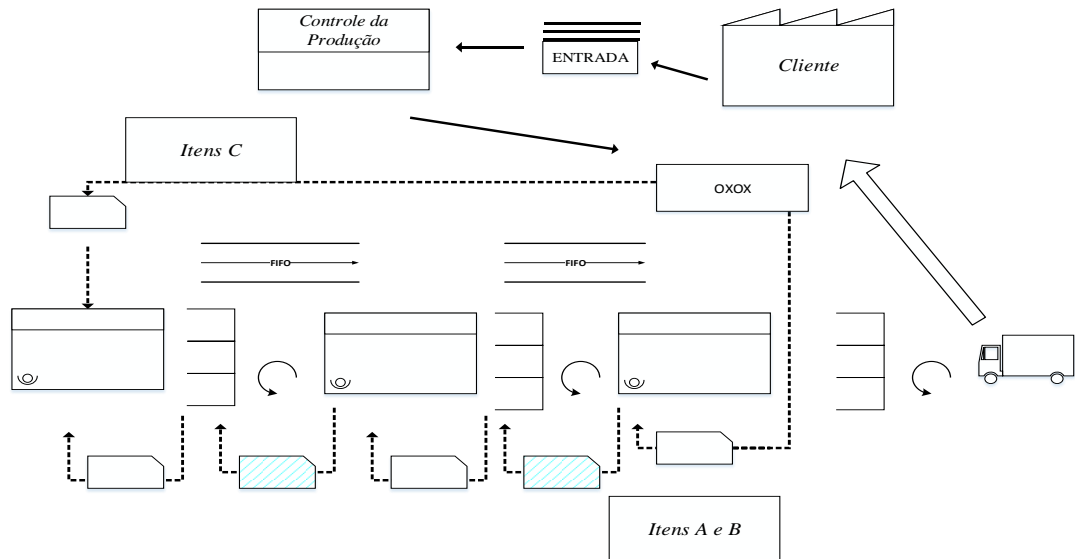 Controle da
Produção
ENTRADA
Cliente
Itens C
OXOX
FIFO
FIFO
Itens A e B